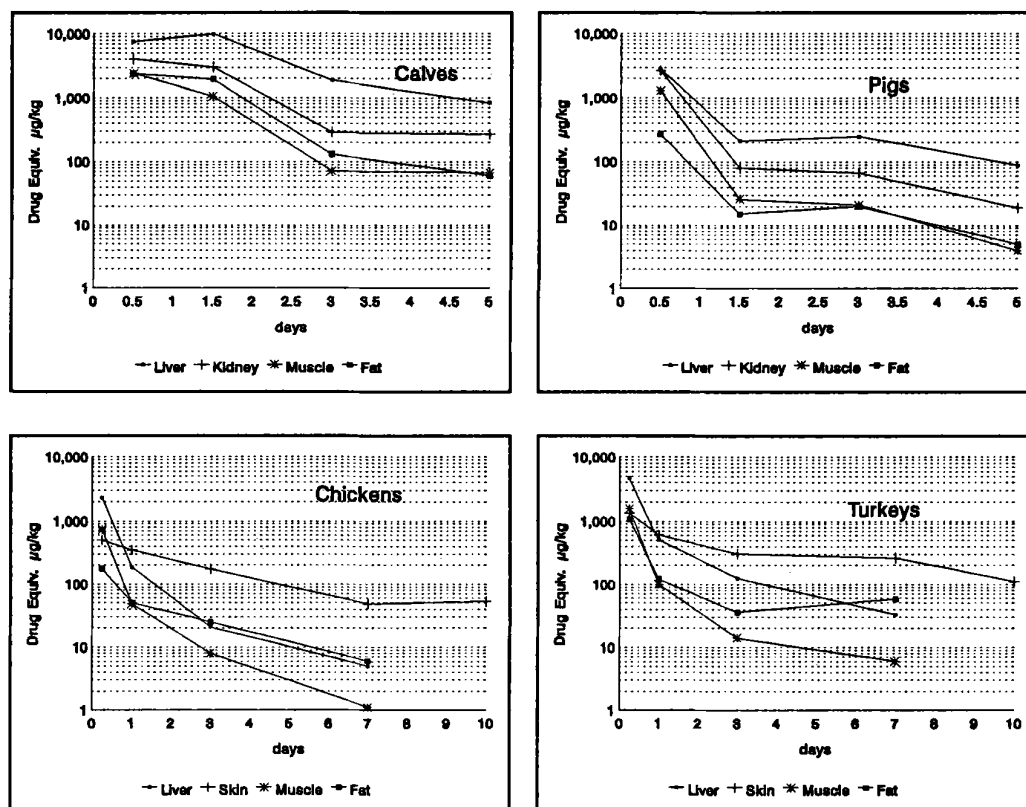 10,000
1,000
100
10
1
Drug Equiv. µg/kg
Calves
0 0.5 1 1.5 2 2.5 3 3.5 4 4.5 5
days
Liver Kidney Muscle Fat
10,000
1,000
100
10
1
Drug Equiv. µg/kg
Pigs
0 0.5 1 1.5 2 2.5 3 3.5 4 4.5 5
days
Liver Kidney Muscle Fat
10,000
1,000
100
10
1
Drug Equiv. µg/kg
Chickens
0 1 2 3 4 5 6 7 8 9 10
days
Liver Skin Muscle Fat
10,000
1,000
100
10
1
Drug Equiv. µg/kg
Turkeys
0 1 2 3 4 5 6 7 8 9 10
days
Liver Skin Muscle Fat